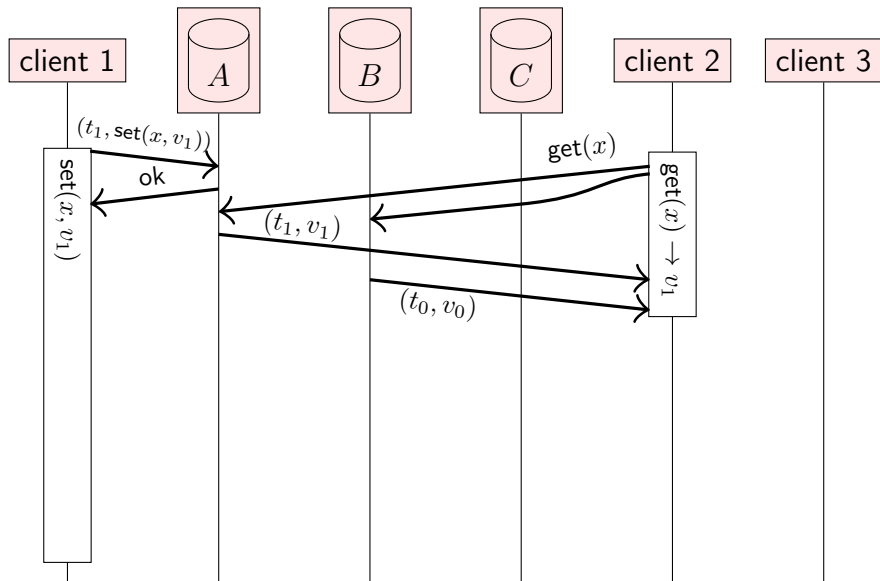 client 1
A
B
C
client 2
client 3
(t₁, set(x, v₁))
ok
set(x, v₁)
get(x)
get(x) → v₁
(t₁, v₁)
(t₀, v₀)